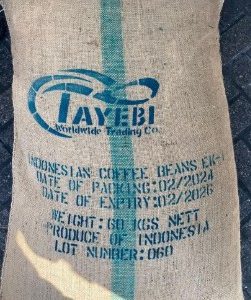 TAYEBI
Worldwide Trading Co.
INDONESIAN COFFEE BEANS EK-1
DATE OF PACKING:02/2024
DATE OF EXPIRY:02/2026
WEIGHT:60 KGS NETT
PRODUCE OF INDONESIA
LOT NUMBER:060